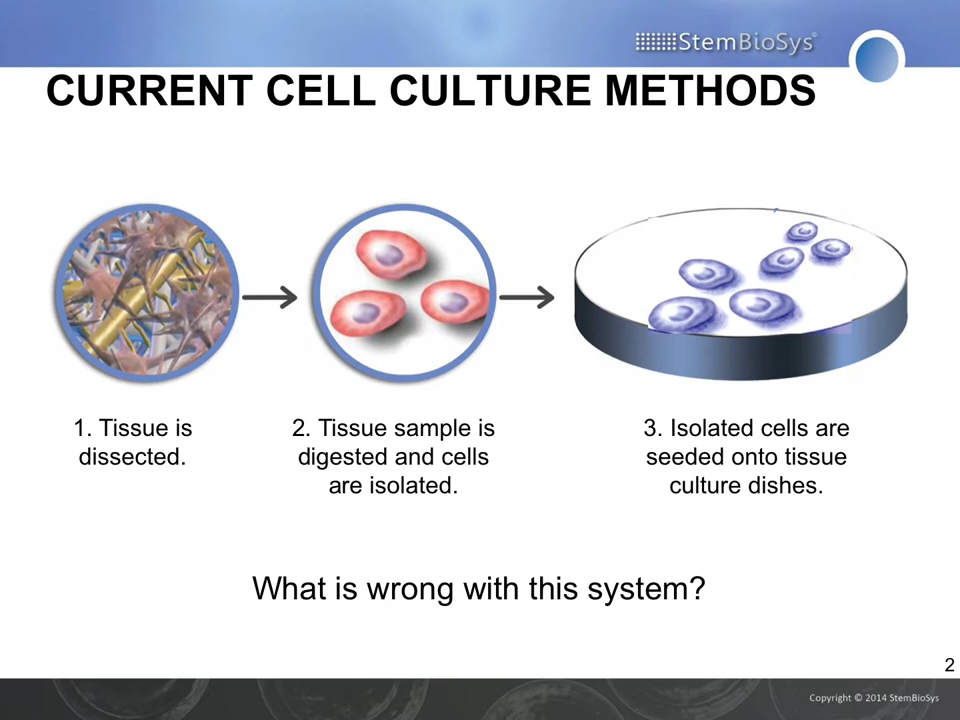 StemBioSys®
CURRENT CELL CULTURE METHODS
1. Tissue is
dissected.
2. Tissue sample is
digested and cells
are isolated.
3. Isolated cells are
seeded onto tissue
culture dishes.
What is wrong with this system?
2
Copyright © 2014 StemBioSys